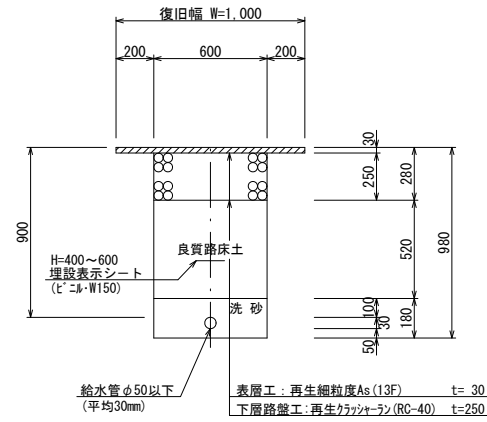 復旧幅 W=1,000
200
600
200
30
250
280
900
520
980
良質路床土
H=400～600
埋設表示シート
(ﾋﾞﾆﾙ･W150)
洗砂
100
30
50
180
給水管φ50以下
(平均30mm)
表層工：再生細粒度As(13F) t= 30
下層路盤工：再生ｸﾗｯｼｬｰﾗﾝ(RC-40) t=250